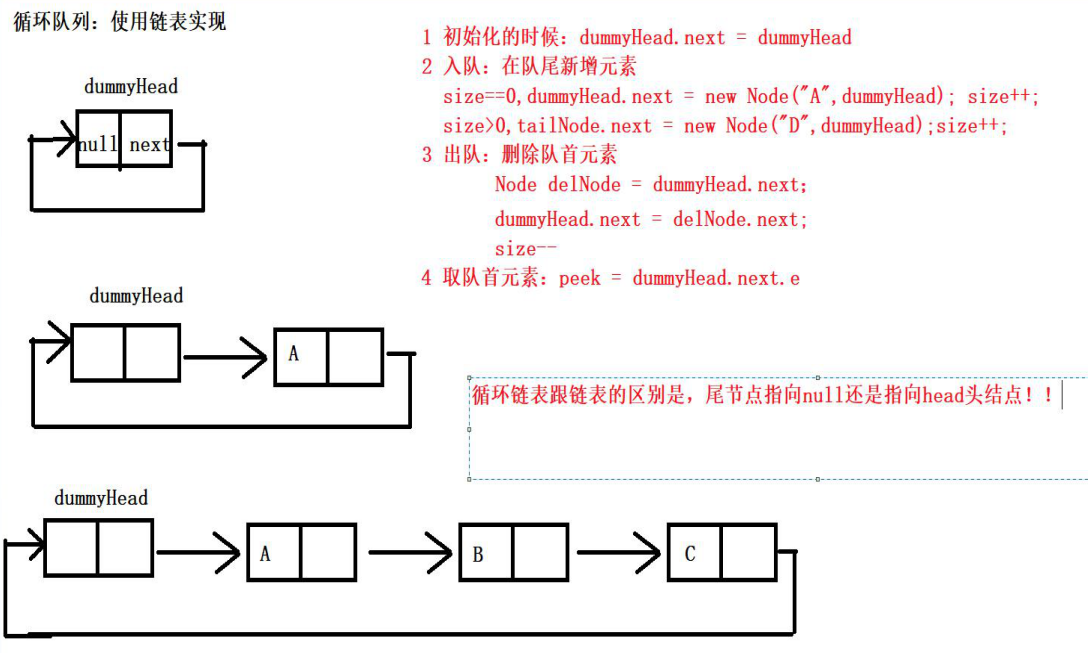 循环队列：使用链表实现
1 初始化的时候：dummyHead.next = dummyHead
2 入队：在队尾新增元素
size==0,dummyHead.next = new Node("A",dummyHead); size++;
size>0,tailNode.next = new Node("D",dummyHead);size++;
3 出队：删除队首元素
Node delNode = dummyHead.next;
dummyHead.next = delNode.next;
size--
4 取队首元素：peek = dummyHead.next.e
dummyHead
null next
dummyHead
A
循环链表跟链表的区别是，尾节点指向null还是指向head头结点！！
dummyHead
A B C